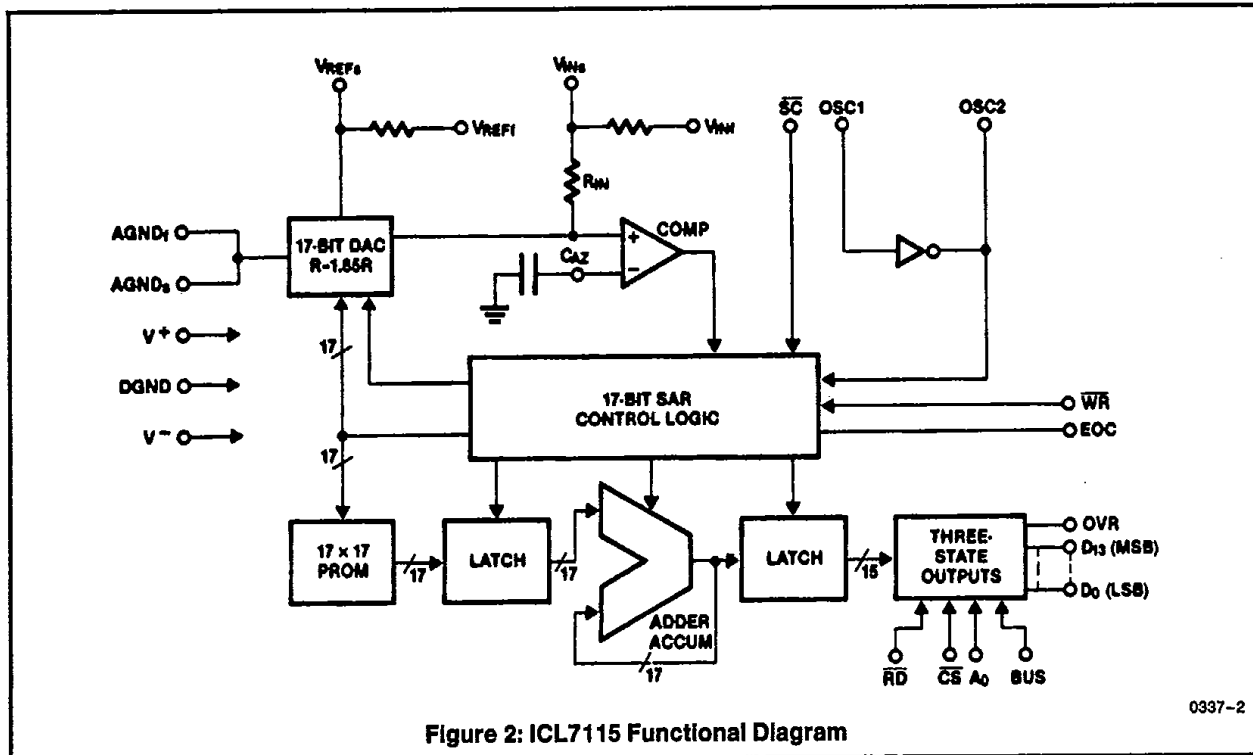 VREFs
VINs
SC
OSC1
OSC2
VREFf
VINf
RIN
AGNDf
AGNDs
17-BIT DAC
R-1.85R
COMP
+
−
CAZ
V+
DGND
V−
17
17
17-BIT SAR
CONTROL LOGIC
WR
EOC
17 × 17
PROM
17
LATCH
17
ADDER
ACCUM
17
LATCH
15
THREE-
STATE
OUTPUTS
OVR
D13 (MSB)
D0 (LSB)
RD
CS
A0
BUS
0337-2
Figure 2: ICL7115 Functional Diagram